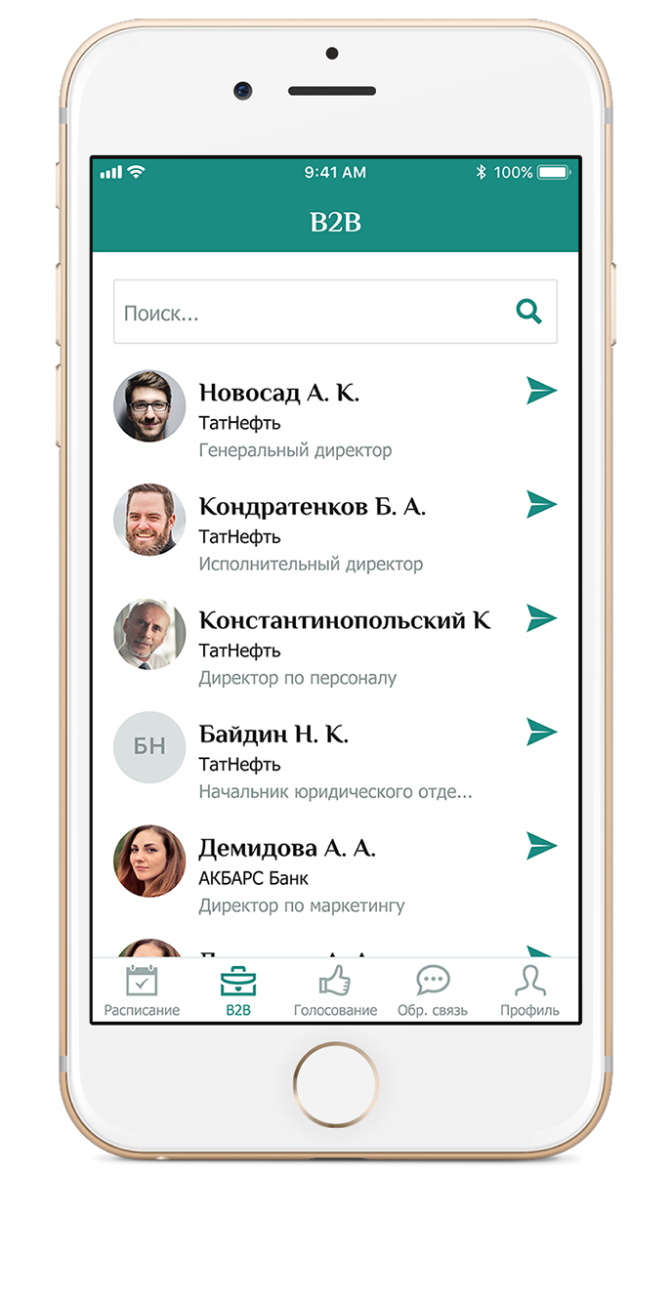 9:41 AM
100%
B2B
Поиск...
Новосад А. К.
ТатНефть
Генеральный директор
Кондратенков Б. А.
ТатНефть
Исполнительный директор
Константинопольский К
ТатНефть
Директор по персоналу
БН
Байдин Н. К.
ТатНефть
Начальник юридического отде...
Демидова А. А.
АКБАРС Банк
Директор по маркетингу
Расписание
B2B
Голосование
Обр. связь
Профиль